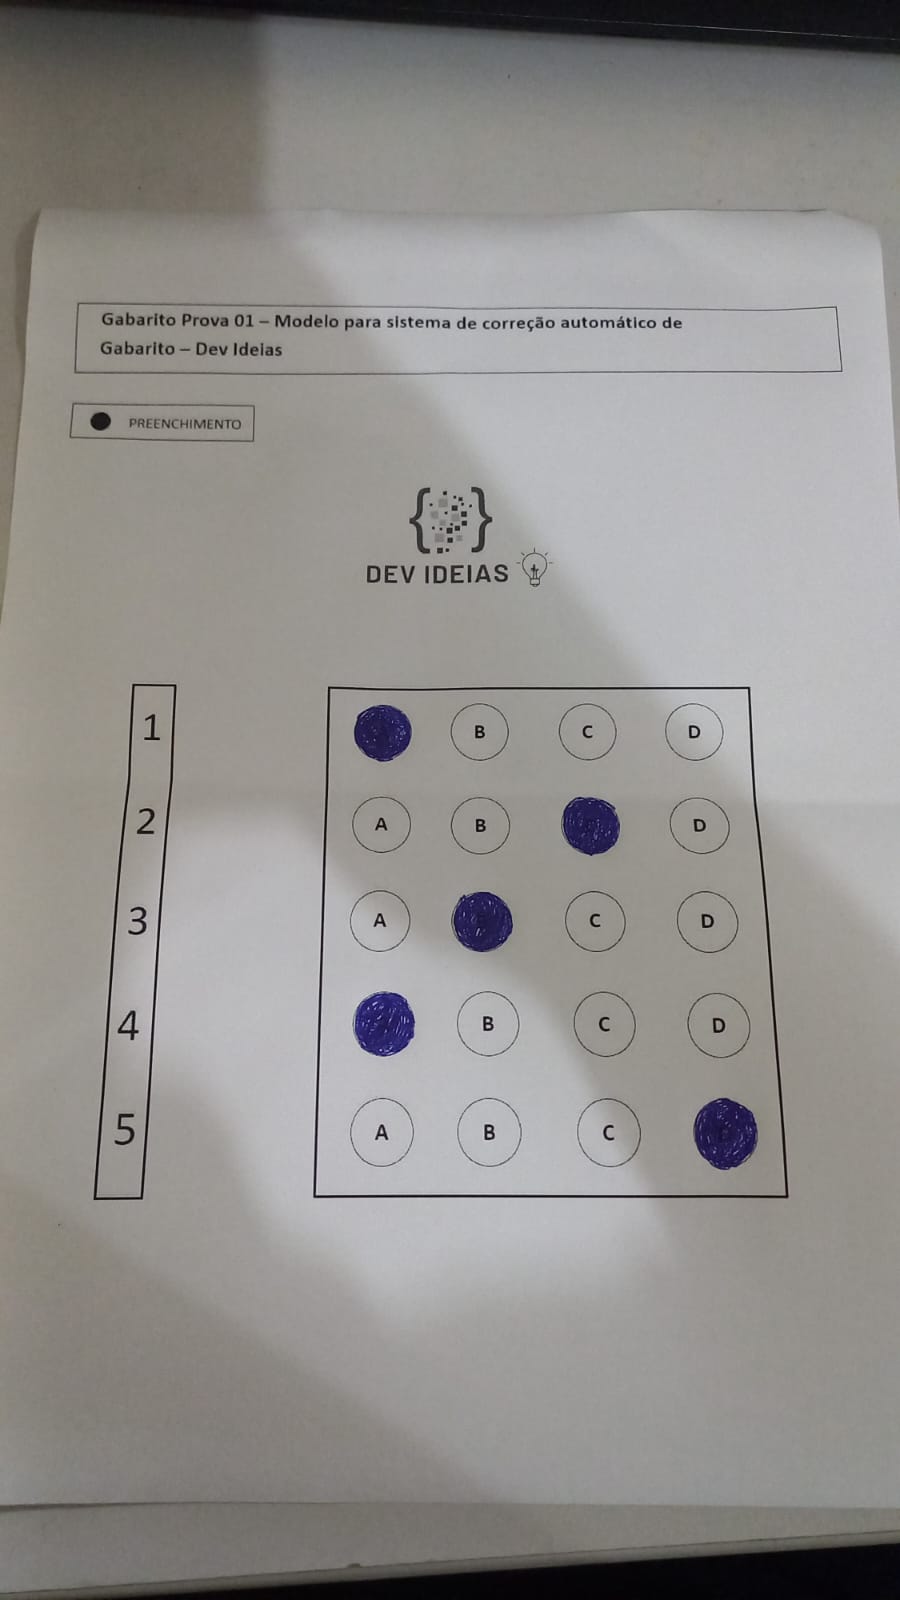 Gabarito Prova 01 – Modelo para sistema de correção automático de
Gabarito – Dev Ideias
PREENCHIMENTO
{ }
DEV IDEIAS
1 B C D
2 A B D
3 A C D
4 B C D
5 A B C